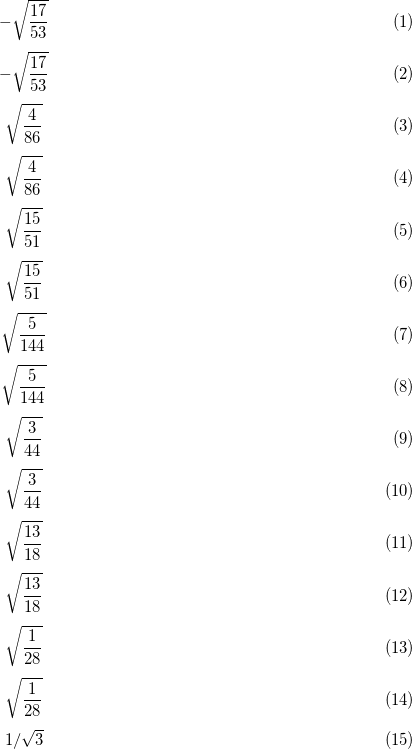 $-\sqrt{\frac{17}{53}}$ (1)
$-\sqrt{\frac{17}{53}}$ (2)
$\sqrt{\frac{4}{86}}$ (3)
$\sqrt{\frac{4}{86}}$ (4)
$\sqrt{\frac{15}{51}}$ (5)
$\sqrt{\frac{15}{51}}$ (6)
$\sqrt{\frac{5}{144}}$ (7)
$\sqrt{\frac{5}{144}}$ (8)
$\sqrt{\frac{3}{44}}$ (9)
$\sqrt{\frac{3}{44}}$ (10)
$\sqrt{\frac{13}{18}}$ (11)
$\sqrt{\frac{13}{18}}$ (12)
$\sqrt{\frac{1}{28}}$ (13)
$\sqrt{\frac{1}{28}}$ (14)
$1/\sqrt{3}$ (15)